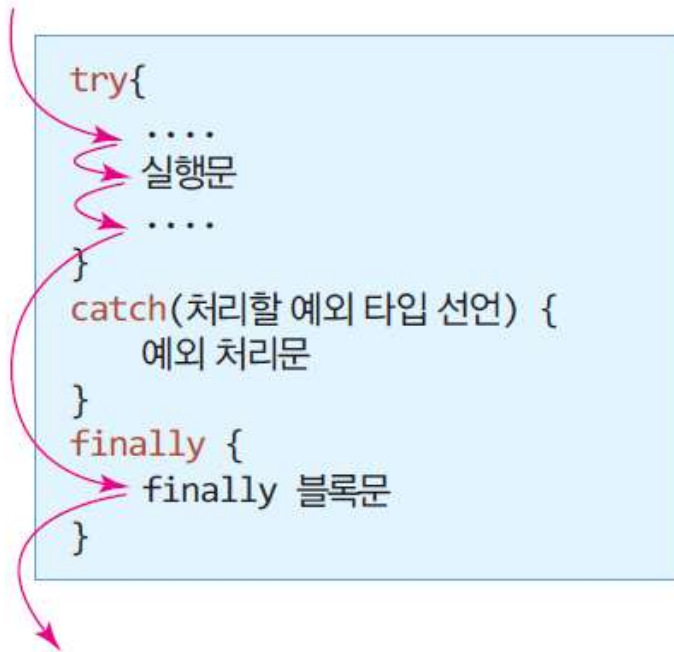 try{
....
실행문
....
}
catch(처리할 예외 타입 선언) {
예외 처리문
}
finally {
finally 블록문
}